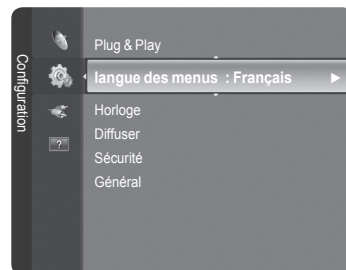 Configuration
Plug & Play
langue des menus : Français
Horloge
Diffuser
Sécurité
Général